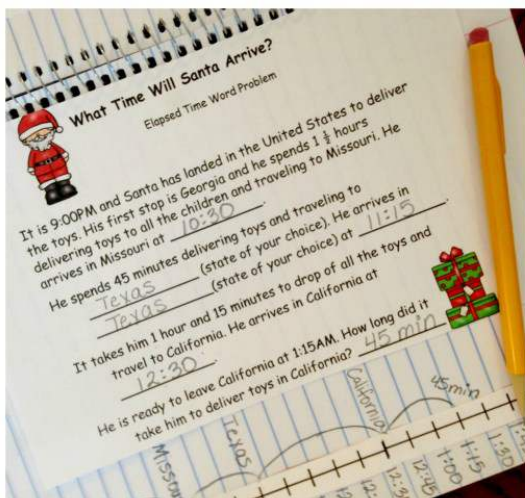 What Time Will Santa Arrive?
Elapsed Time Word Problem
It is 9:00PM and Santa has landed in the United States to deliver
the toys. His first stop is Georgia and he spends 1 ½ hours
delivering toys to all the children and traveling to Missouri. He
arrives in Missouri at 10:30.
He spends 45 minutes delivering toys and traveling to
Texas (state of your choice). He arrives in
Texas (state of your choice) at 11:15.
It takes him 1 hour and 15 minutes to drop of all the toys and
travel to California. He arrives in California at
12:30.
He is ready to leave California at 1:15AM. How long did it
take him to deliver toys in California? 45 min
Texas California 45min
12:45 1:00 1:15 1:30